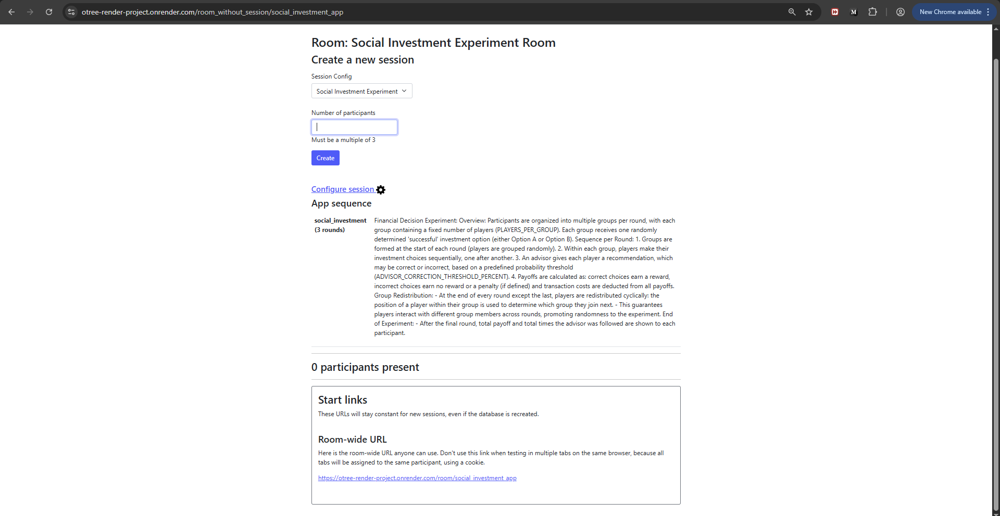 otree-render-project.onrender.com/room_without_session/social_investment_app
M
New Chrome available
Room: Social Investment Experiment Room
Create a new session
Session Config
Social Investment Experiment
Number of participants
Must be a multiple of 3
Create
Configure session
App sequence
social_investment
(3 rounds)
Financial Decision Experiment: Overview: Participants are organized into multiple groups per round, with each
group containing a fixed number of players (PLAYERS_PER_GROUP). Each group receives one randomly
determined 'successful' investment option (either Option A or Option B). Sequence per Round: 1. Groups are
formed at the start of each round (players are grouped randomly). 2. Within each group, players make their
investment choices sequentially, one after another. 3. An advisor gives each player a recommendation, which
may be correct or incorrect, based on a predefined probability threshold
(ADVISOR_CORRECTION_THRESHOLD_PERCENT). 4. Payoffs are calculated as: correct choices earn a reward,
incorrect choices earn no reward or a penalty (if defined) and transaction costs are deducted from all payoffs.
Group Redistribution: - At the end of every round except the last, players are redistributed cyclically: the
position of a player within their group is used to determine which group they join next. - This guarantees
players interact with different group members across rounds, promoting randomness to the experiment. End
of Experiment: - After the final round, total payoff and total times the advisor was followed are shown to each
participant.
0 participants present
Start links
These URLs will stay constant for new sessions, even if the database is recreated.
Room-wide URL
Here is the room-wide URL anyone can use. Don't use this link when testing in multiple tabs on the same browser, because all
tabs will be assigned to the same participant, using a cookie.
https://otree-render-project.onrender.com/room/social_investment_app